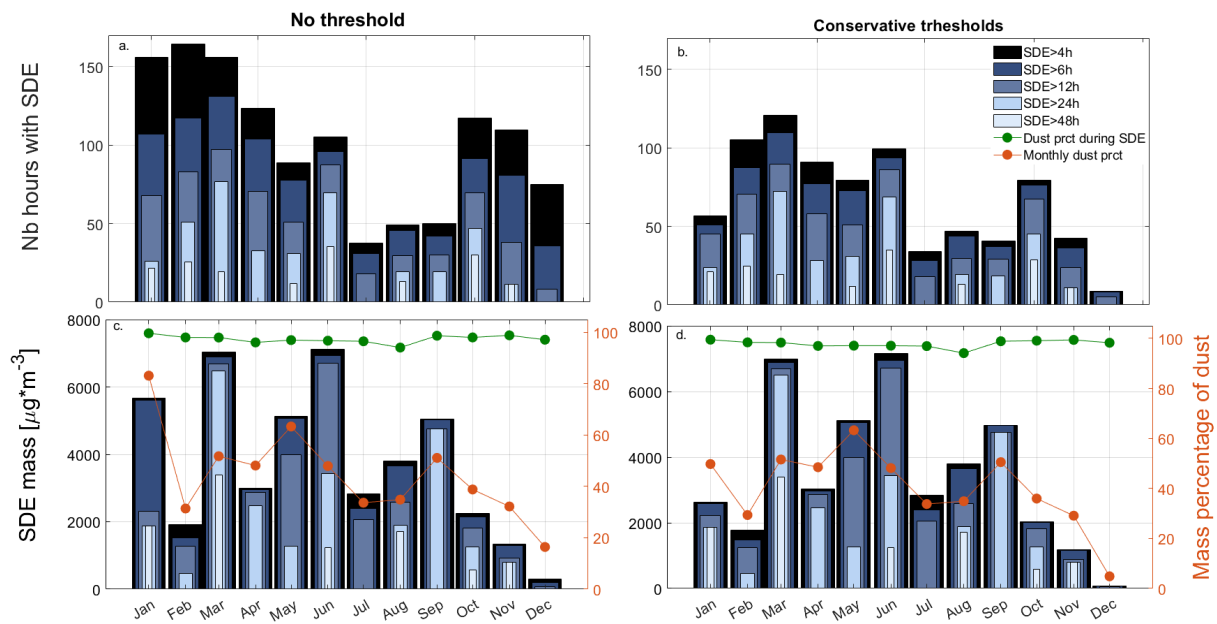 No threshold
Conservative trhesholds
a.
b.
Nb hours with SDE
150
100
50
0
150
100
50
0
SDE>4h
SDE>6h
SDE>12h
SDE>24h
SDE>48h
Dust prct during SDE
Monthly dust prct
c.
d.
SDE mass [µg*m-3]
8000
6000
4000
2000
0
100
80
60
40
20
0
8000
6000
4000
2000
0
100
80
60
40
20
0
Mass percentage of dust
Jan Feb Mar Apr May Jun Jul Aug Sep Oct Nov Dec
Jan Feb Mar Apr May Jun Jul Aug Sep Oct Nov Dec